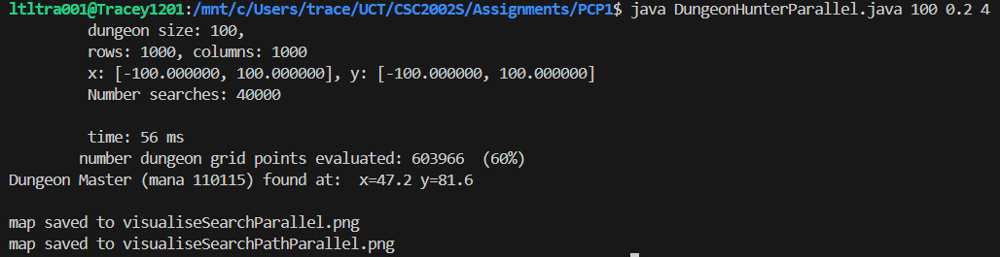 ltltra001@Tracey1201:/mnt/c/Users/trace/UCT/CSC2002S/Assignments/PCP1$ java DungeonHunterParallel.java 100 0.2 4
dungeon size: 100,
rows: 1000, columns: 1000
x: [-100.000000, 100.000000], y: [-100.000000, 100.000000]
Number searches: 40000
time: 56 ms
number dungeon grid points evaluated: 603966 (60%)
Dungeon Master (mana 110115) found at: x=47.2 y=81.6
map saved to visualiseSearchParallel.png
map saved to visualiseSearchPathParallel.png